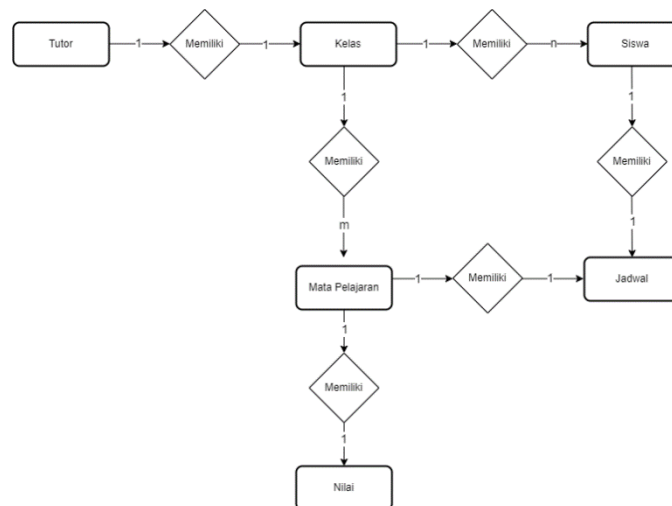 Tutor
1
Memiliki
1
Kelas
1
Memiliki
n
Siswa
1
1
Memiliki
Memiliki
m
1
Mata Pelajaran
1
Memiliki
1
Jadwal
1
Memiliki
1
Nilai